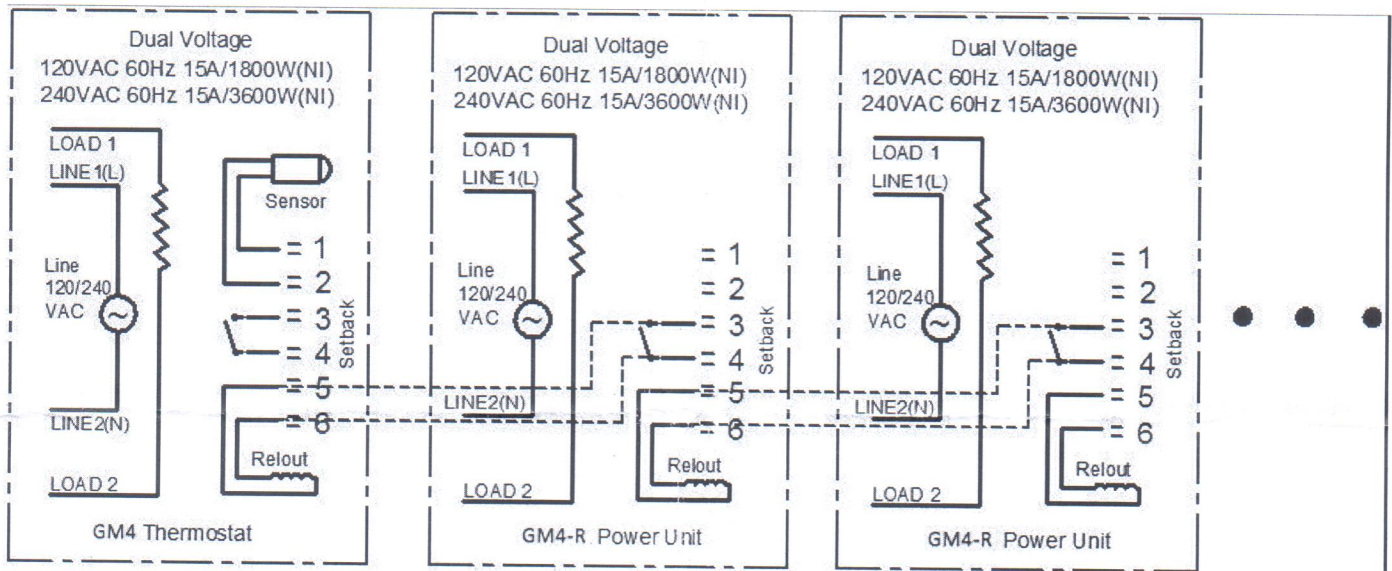 Dual Voltage
120VAC 60Hz 15A/1800W(NI)
240VAC 60Hz 15A/3600W(NI)
LOAD 1
LINE1(L)
Sensor
1
Line
120/240
VAC
2
3
4
Setback
5
LINE2(N)
6
Relout
LOAD 2
GM4 Thermostat
Dual Voltage
120VAC 60Hz 15A/1800W(NI)
240VAC 60Hz 15A/3600W(NI)
LOAD 1
LINE1(L)
1
Line
120/240
VAC
2
3
4
Setback
5
LINE2(N)
6
Relout
LOAD 2
GM4-R Power Unit
Dual Voltage
120VAC 60Hz 15A/1800W(NI)
240VAC 60Hz 15A/3600W(NI)
LOAD 1
LINE1(L)
1
Line
120/240
VAC
2
3
4
Setback
5
LINE2(N)
6
Relout
LOAD 2
GM4-R Power Unit